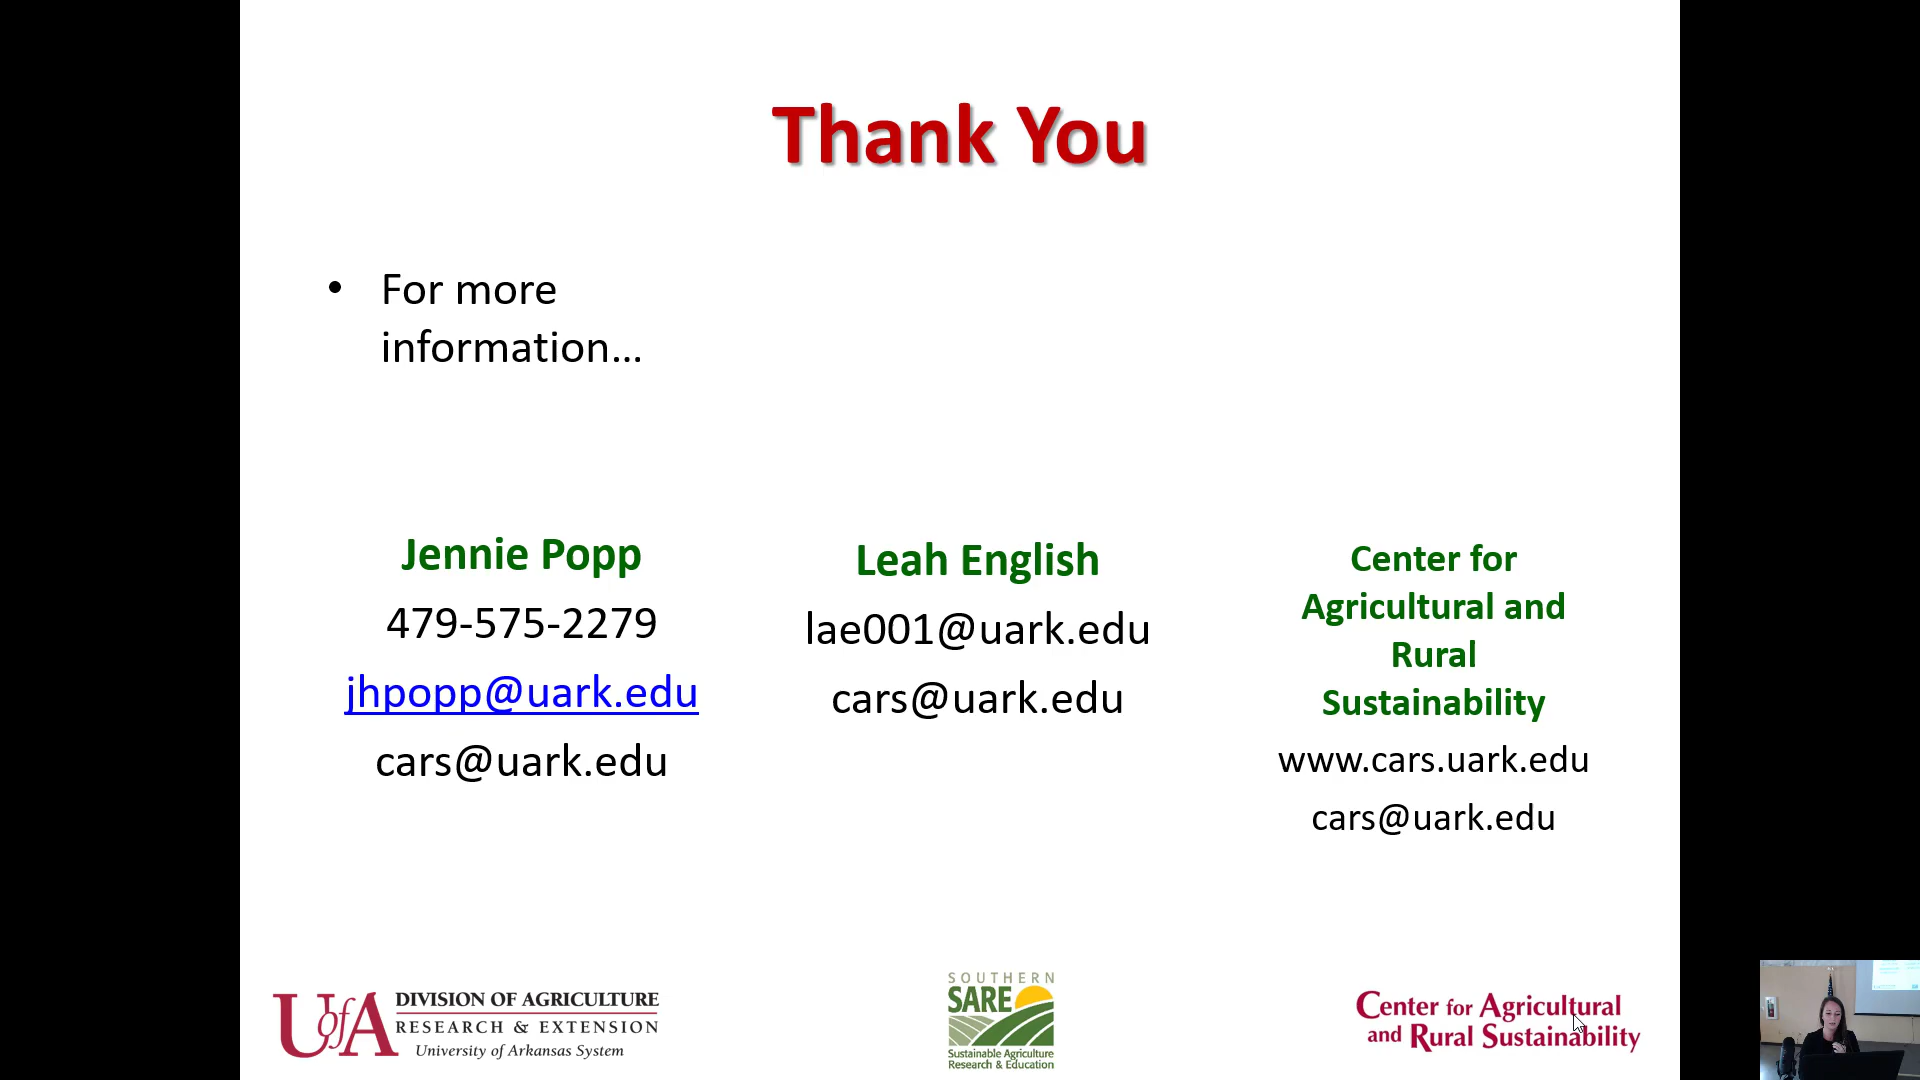 Thank You
• For more
information...
Jennie Popp
479-575-2279
jhpopp@uark.edu
cars@uark.edu
Leah English
lae001@uark.edu
cars@uark.edu
Center for
Agricultural and
Rural
Sustainability
www.cars.uark.edu
cars@uark.edu
UofA
DIVISION OF AGRICULTURE
RESEARCH & EXTENSION
University of Arkansas System
SOUTHERN
SARE
Sustainable Agriculture
Research & Education
Center for Agricultural
and Rural Sustainability